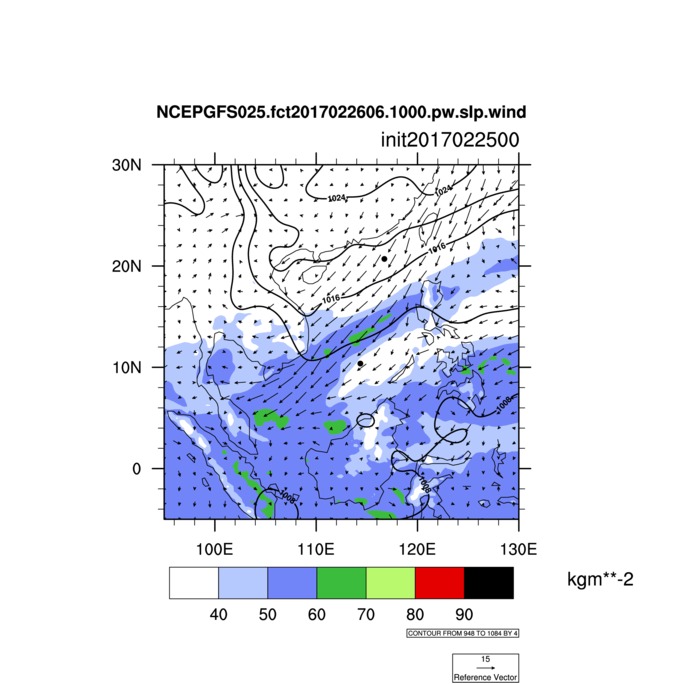 NCEPGFS025.fct2017022606.1000.pw.slp.wind
init2017022500
30N
20N
10N
0
1024
1024
1016
1016
1008
1008
1008
100E
110E
120E
130E
kgm**-2
40
50
60
70
80
90
CONTOUR FROM 948 TO 1084 BY 4
15
Reference Vector